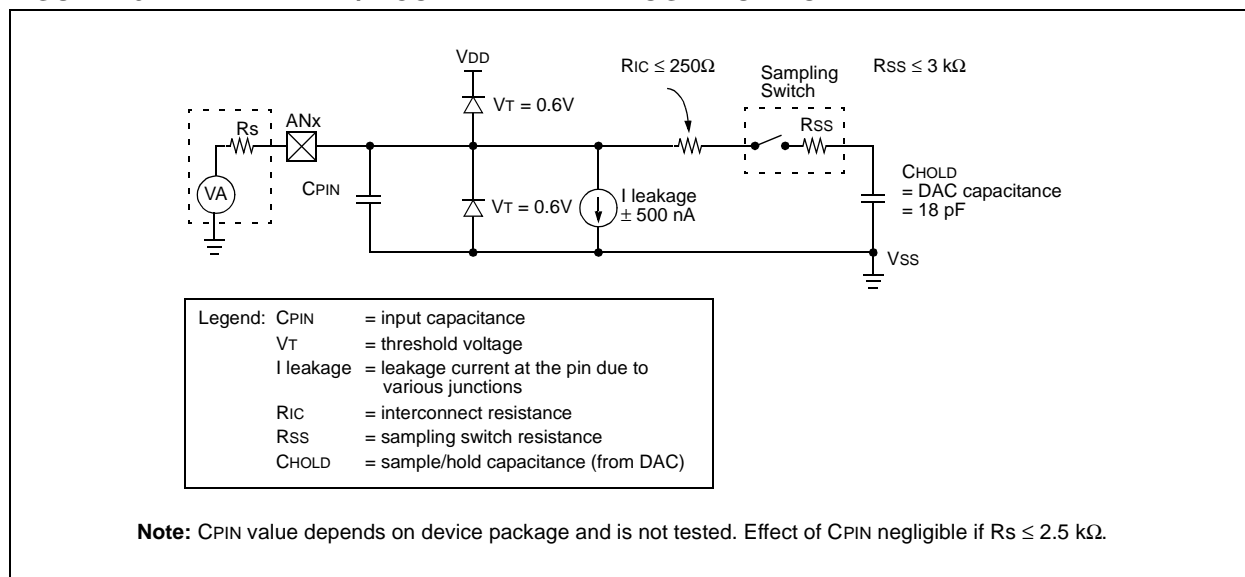 VDD
RIC ≤ 250Ω
Sampling
Switch
RSS ≤ 3 kΩ
VT = 0.6V
Rs
ANx
RSS
VA
CPIN
VT = 0.6V
I leakage
± 500 nA
CHOLD
= DAC capacitance
= 18 pF
VSS
Legend: CPIN = input capacitance
VT = threshold voltage
I leakage = leakage current at the pin due to
various junctions
RIC = interconnect resistance
RSS = sampling switch resistance
CHOLD = sample/hold capacitance (from DAC)
Note: CPIN value depends on device package and is not tested. Effect of CPIN negligible if Rs ≤ 2.5 kΩ.